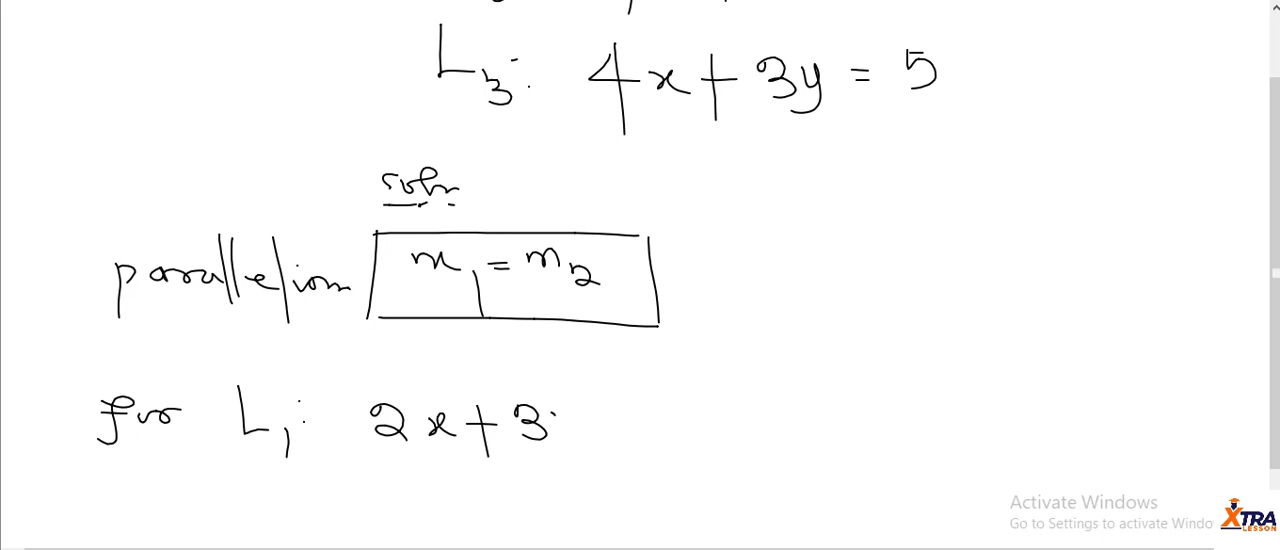 L₃: 4x + 3y = 5
soln
parallelism m₁ = m₂
for L₁: 2x + 3
Activate Windows
Go to Settings to activate Windo
XTRA
LESSON